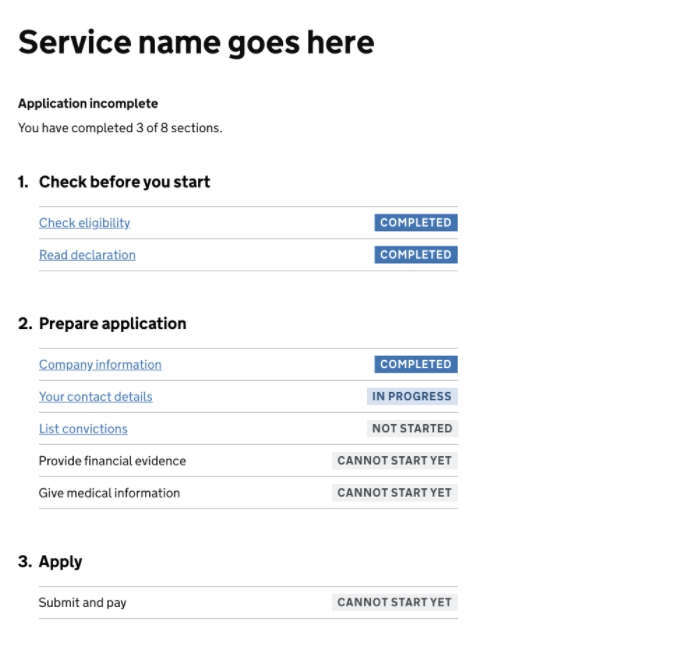 Service name goes here
Application incomplete
You have completed 3 of 8 sections.
1. Check before you start
Check eligibility COMPLETED
Read declaration COMPLETED
2. Prepare application
Company information COMPLETED
Your contact details IN PROGRESS
List convictions NOT STARTED
Provide financial evidence CANNOT START YET
Give medical information CANNOT START YET
3. Apply
Submit and pay CANNOT START YET